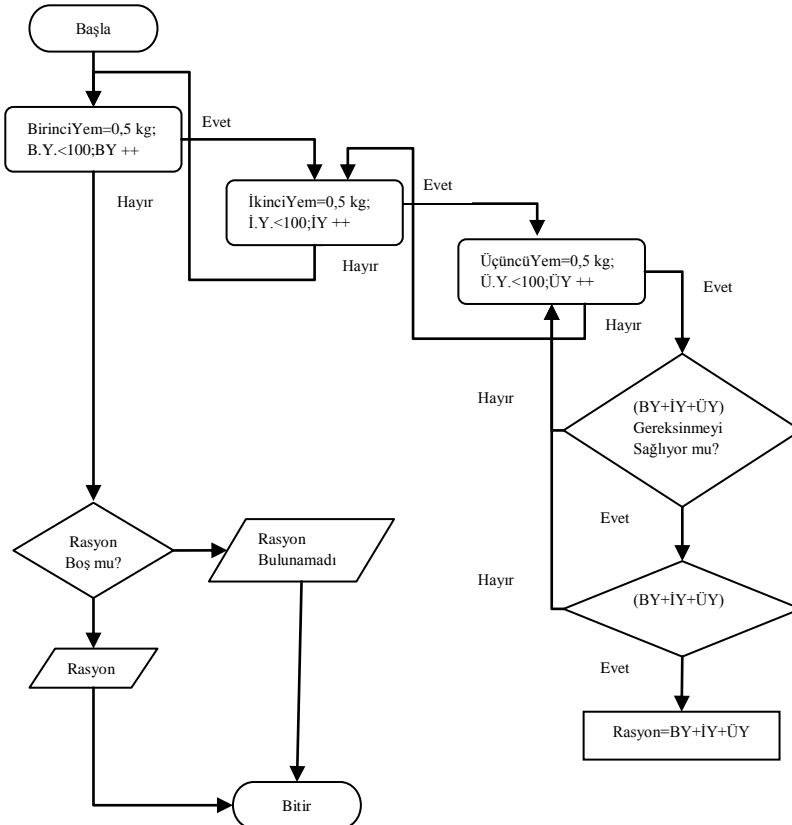 Başla
BirinciYem=0,5 kg;
B.Y.<100;BY ++
Evet
Hayır
İkinciYem=0,5 kg;
İ.Y.<100;İY ++
Evet
Hayır
ÜçüncüYem=0,5 kg;
Ü.Y.<100;ÜY ++
Evet
Hayır
Hayır
(BY+İY+ÜY)
Gereksinmeyi
Sağlıyor mu?
Evet
Hayır
(BY+İY+ÜY)
Evet
Rasyon=BY+İY+ÜY
Rasyon
Boş mu?
Rasyon
Bulunamadı
Rasyon
Bitir